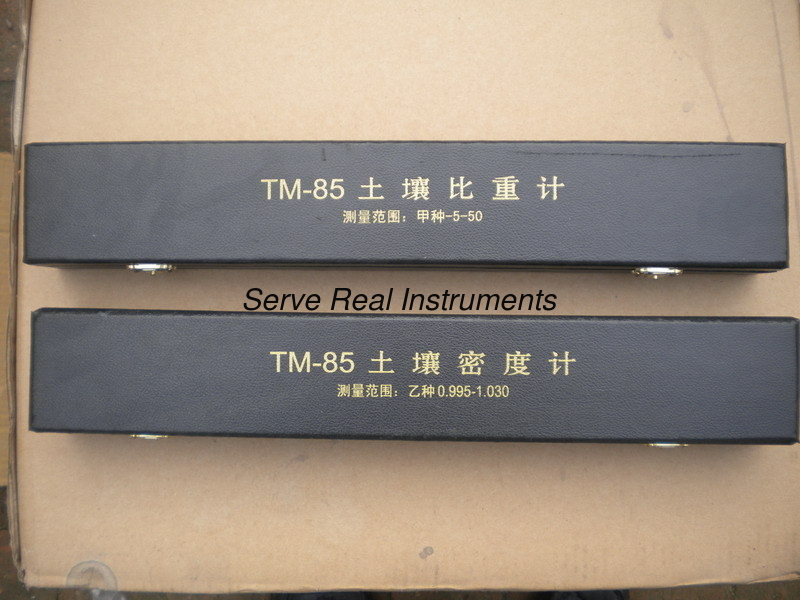 TM-85 土壤比重计
测量范围：甲种-5-50
Serve Real Instruments
TM-85 土壤密度计
测量范围：乙种0.995-1.030